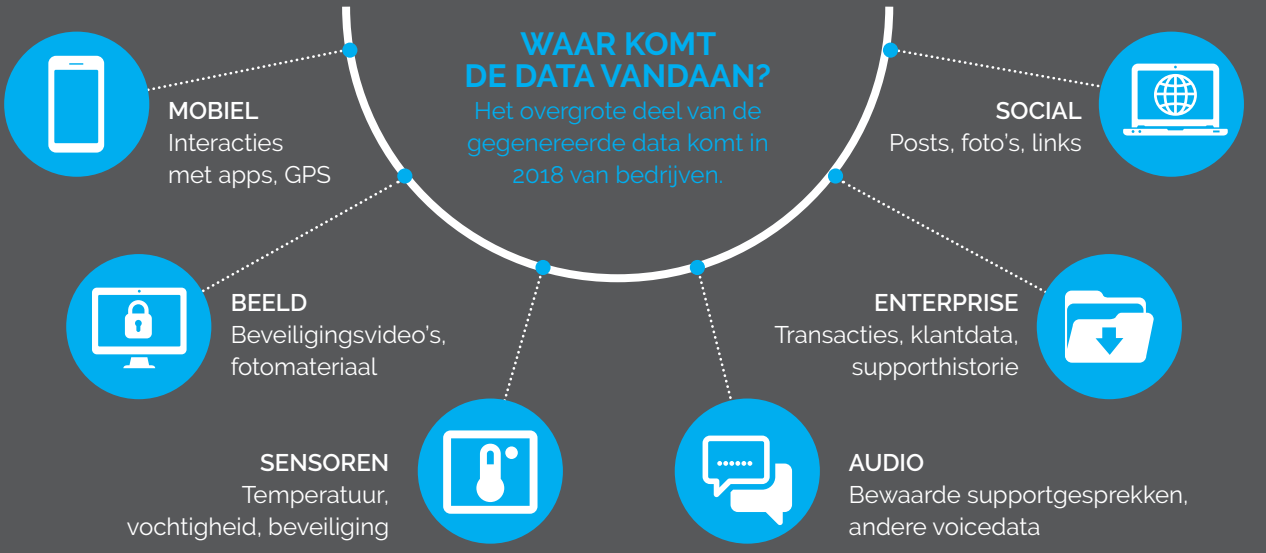 WAAR KOMT
DE DATA VANDAAN?
Het overgrote deel van de
gegenereerde data komt in
2018 van bedrijven.
MOBIEL
Interacties
met apps, GPS
BEELD
Beveiligingsvideo's,
fotomateriaal
SENSOREN
Temperatuur,
vochtigheid, beveiliging
AUDIO
Bewaarde supportgesprekken,
andere voicedata
ENTERPRISE
Transacties, klantdata,
supporthistorie
SOCIAL
Posts, foto's, links